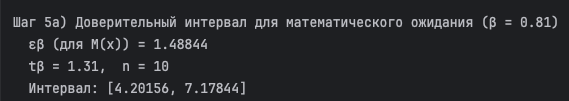 Шаг 5а) Доверительный интервал для математического ожидания (β = 0.81)
εβ (для M(x)) = 1.48844
tβ = 1.31,  n = 10
Интервал: [4.20156, 7.17844]